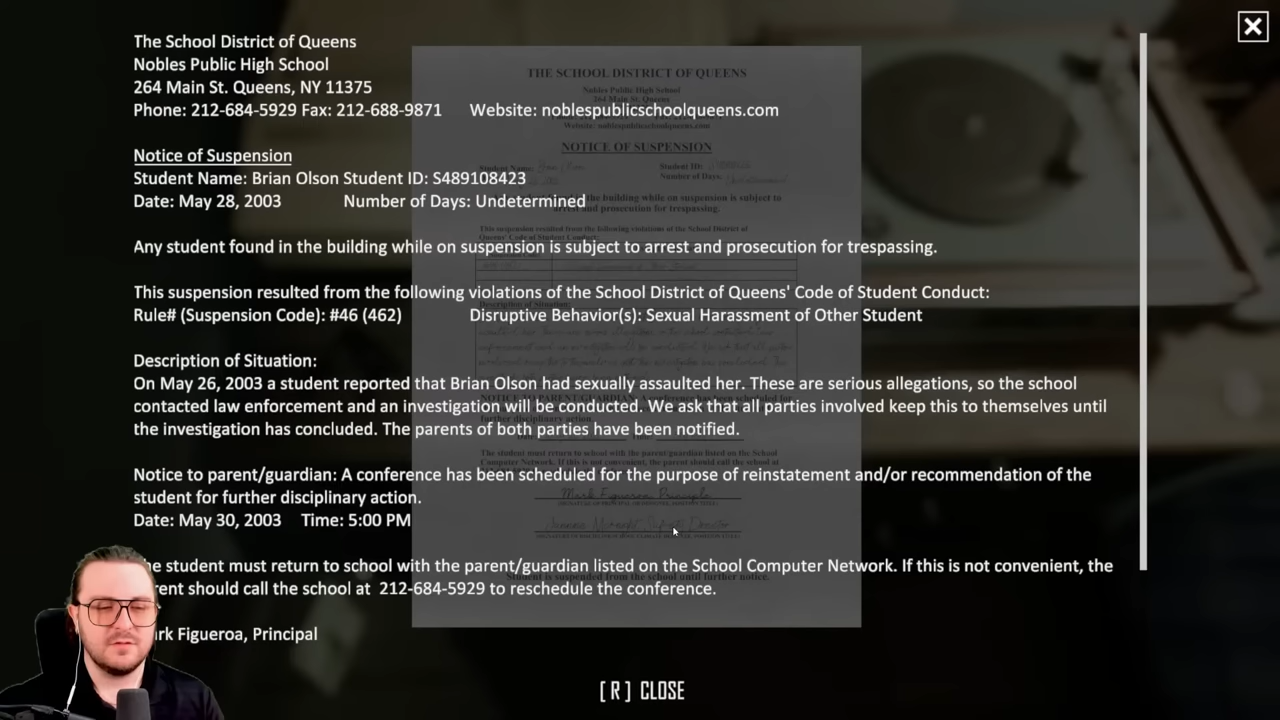 The School District of Queens
Nobles Public High School
264 Main St. Queens, NY 11375
Phone: 212-684-5929 Fax: 212-688-9871 Website: noblespublicschoolqueens.com
Notice of Suspension
Student Name: Brian Olson Student ID: S489108423
Date: May 28, 2003 Number of Days: Undetermined
Any student found in the building while on suspension is subject to arrest and prosecution for trespassing.
This suspension resulted from the following violations of the School District of Queens' Code of Student Conduct:
Rule# (Suspension Code): #46 (462) Disruptive Behavior(s): Sexual Harassment of Other Student
Description of Situation:
On May 26, 2003 a student reported that Brian Olson had sexually assaulted her. These are serious allegations, so the school
contacted law enforcement and an investigation will be conducted. We ask that all parties involved keep this to themselves until
the investigation has concluded. The parents of both parties have been notified.
Notice to parent/guardian: A conference has been scheduled for the purpose of reinstatement and/or recommendation of the
student for further disciplinary action.
Date: May 30, 2003 Time: 5:00 PM
student must return to school with the parent/guardian listed on the School Computer Network. If this is not convenient, the
should call the school at 212-684-5929 to reschedule the conference.
Figueroa, Principal
THE SCHOOL DISTRICT OF QUEENS
NOTICE OF SUSPENSION
[R] CLOSE